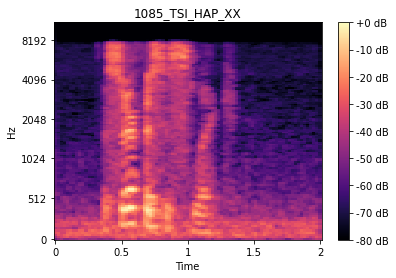 1085_TSI_HAP_XX
8192
4096
2048
1024
512
0
Hz
0 0.5 1 1.5 2
Time
+0 dB
-10 dB
-20 dB
-30 dB
-40 dB
-50 dB
-60 dB
-70 dB
-80 dB